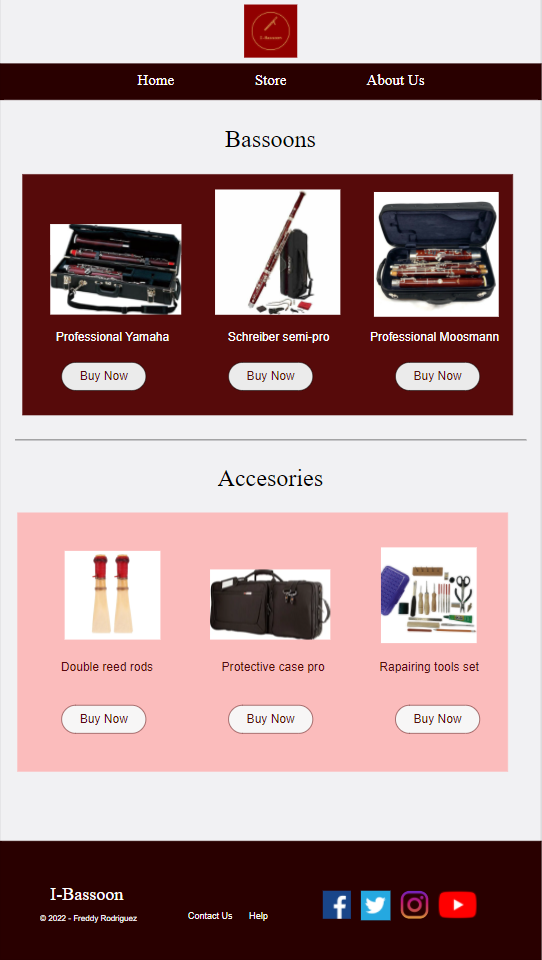 I-Bassoon
Home Store About Us
Bassoons
Professional Yamaha Schreiber semi-pro Professional Moosmann
Buy Now Buy Now Buy Now
Accesories
Double reed rods Protective case pro Rapairing tools set
Buy Now Buy Now Buy Now
I-Bassoon
© 2022 - Freddy Rodriguez Contact Us Help